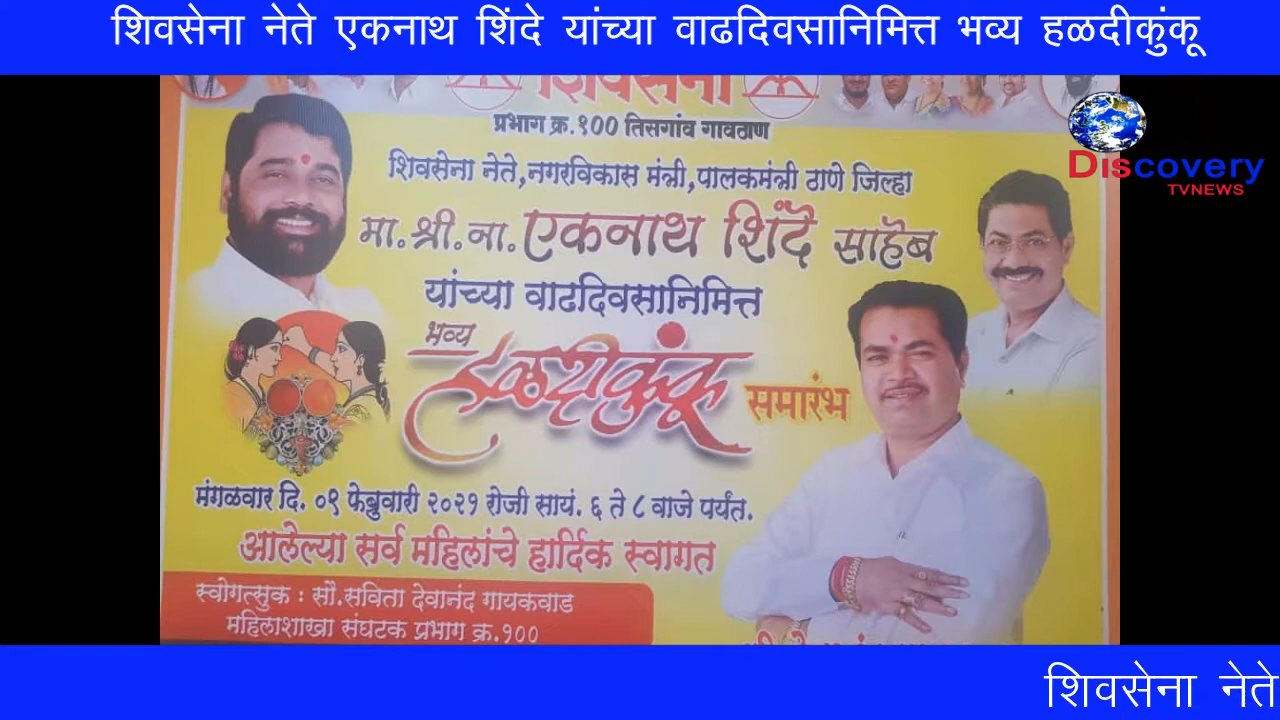 शिवसेना नेते एकनाथ शिंदे यांच्या वाढदिवसानिमित्त भव्य हळदीकुंकू
शिवसेना
प्रभाग क्र.१०० तिसगांव गावठाण
शिवसेना नेते,नगरविकास मंत्री,पालकमंत्री ठाणे जिल्हा
मा.श्री.ना.एकनाथ शिंदे साहेब
यांच्या वाढदिवसानिमित्त
भव्य
हळदीकुंकू
समारंभ
मंगळवार दि. ०९ फेब्रुवारी २०२१ रोजी सायं. ६ ते ८ वाजे पर्यंत.
आलेल्या सर्व महिलांचे हार्दिक स्वागत
स्वोगत्सुक : सौ.सविता देवानंद गायकवाड
महिलाशाखा संघटक प्रभाग क्र.१००
Discovery
TVNEWS
शिवसेना नेते